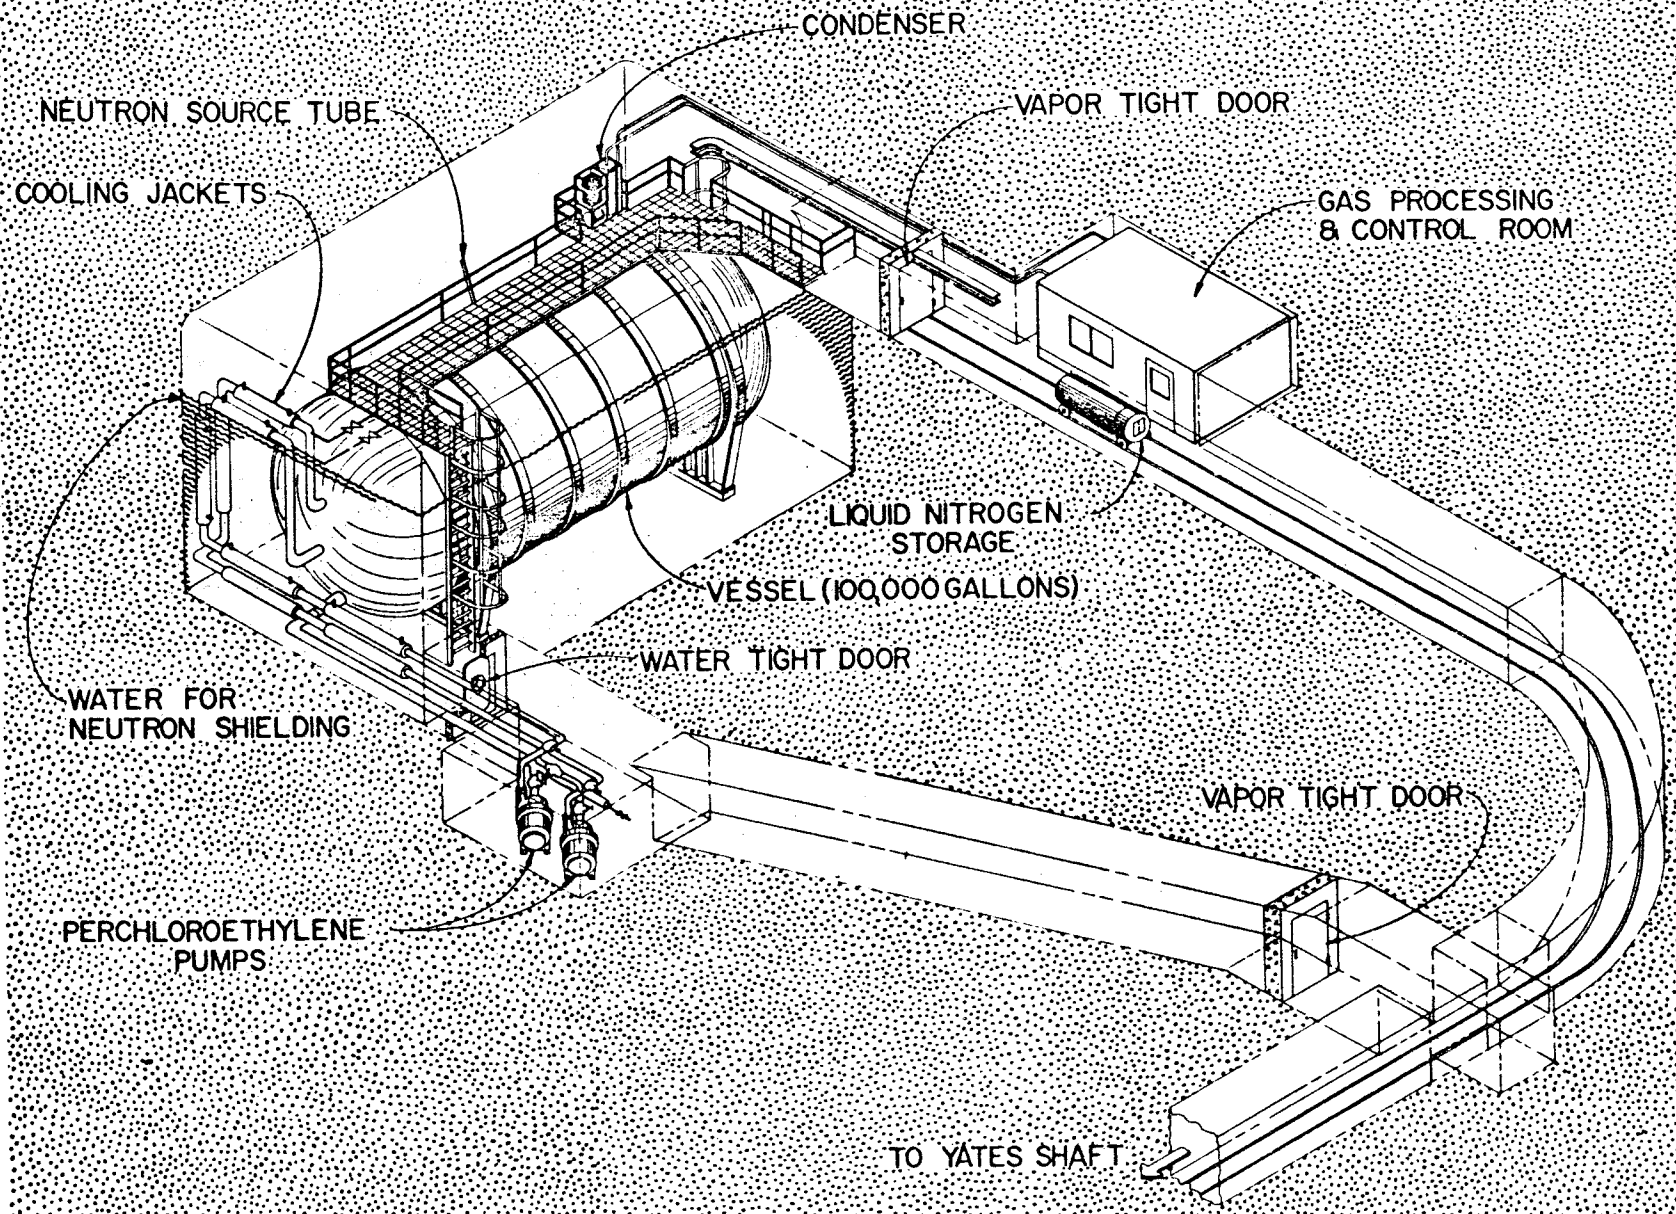 CONDENSER
NEUTRON SOURCE TUBE
VAPOR TIGHT DOOR
COOLING JACKETS
GAS PROCESSING
& CONTROL ROOM
LIQUID NITROGEN
STORAGE
VESSEL (100,000 GALLONS)
WATER TIGHT DOOR
WATER FOR
NEUTRON SHIELDING
VAPOR TIGHT DOOR
PERCHLOROETHYLENE
PUMPS
TO YATES SHAFT